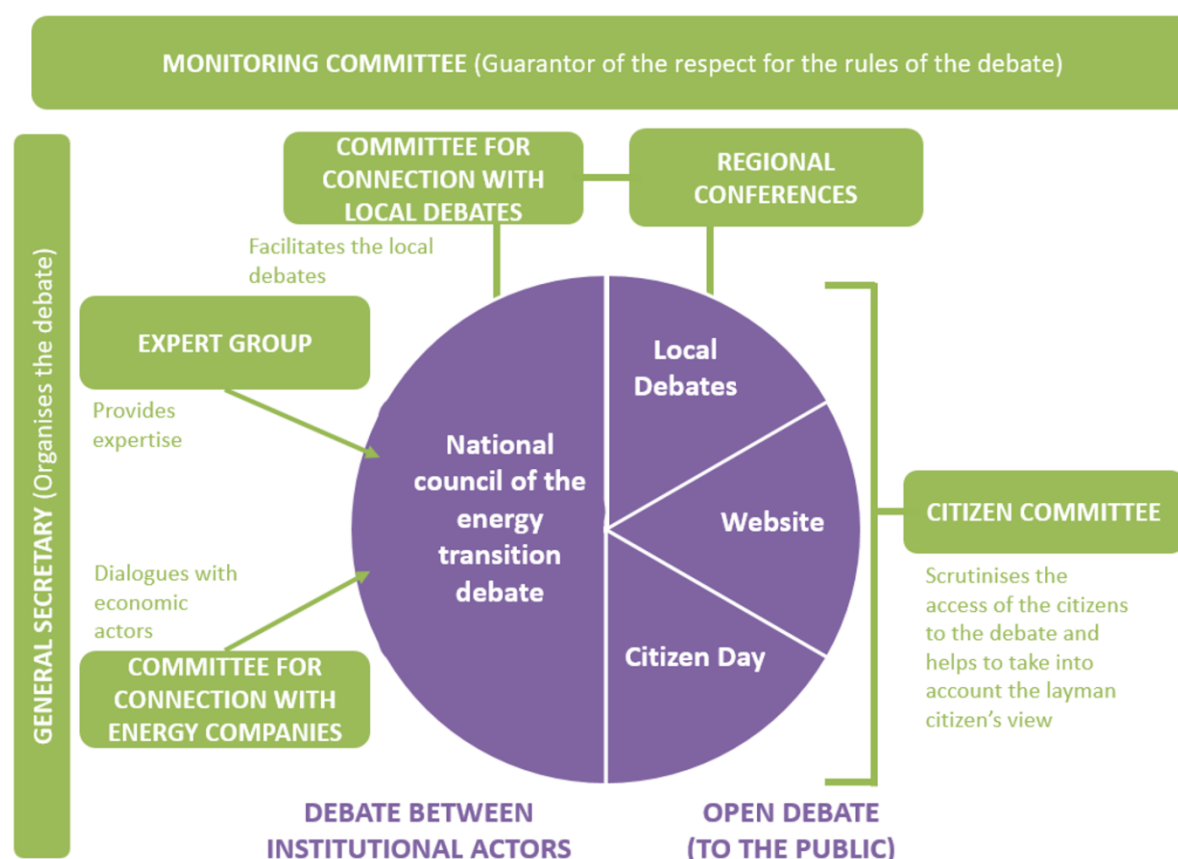 MONITORING COMMITTEE (Guarantor of the respect for the rules of the debate)
GENERAL SECRETARY (Organises the debate)
COMMITTEE FOR
CONNECTION WITH
LOCAL DEBATES
REGIONAL
CONFERENCES
Facilitates the local
debates
EXPERT GROUP
Provides
expertise
Dialogues with
economic
actors
COMMITTEE FOR
CONNECTION WITH
ENERGY COMPANIES
National
council of the
energy
transition
debate
Local
Debates
Website
Citizen Day
CITIZEN COMMITTEE
Scrutinises the
access of the citizens
to the debate and
helps to take into
account the layman
citizen's view
DEBATE BETWEEN
INSTITUTIONAL ACTORS
OPEN DEBATE
(TO THE PUBLIC)